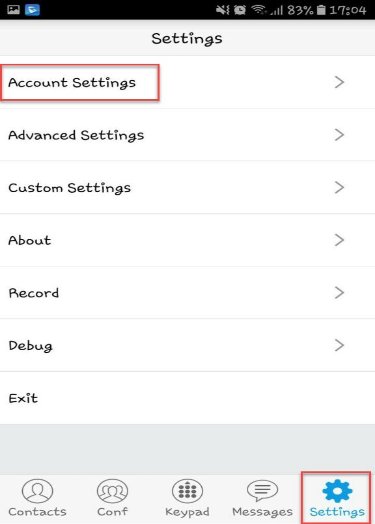 83% 17:04
Settings
Account Settings
Advanced Settings
Custom Settings
About
Record
Debug
Exit
Contacts Conf Keypad Messages Settings